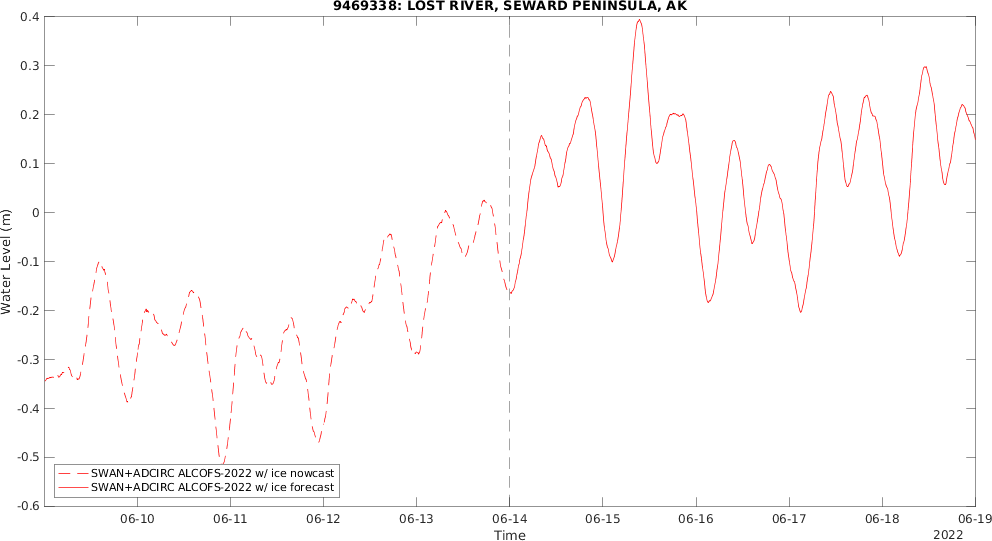 9469338: LOST RIVER, SEWARD PENINSULA, AK
0.4
0.3
0.2
0.1
0
-0.1
-0.2
-0.3
-0.4
-0.5
-0.6
Water Level (m)
SWAN+ADCIRC ALCOFS-2022 w/ ice nowcast
SWAN+ADCIRC ALCOFS-2022 w/ ice forecast
06-10 06-11 06-12 06-13 06-14 06-15 06-16 06-17 06-18 06-19
Time
2022